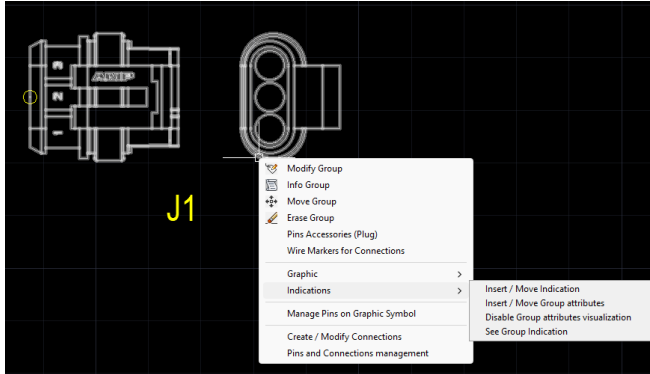 3
2
1
AMP
J1
Modify Group
Info Group
Move Group
Erase Group
Pins Accessories (Plug)
Wire Markers for Connections
Graphic
Indications
Manage Pins on Graphic Symbol
Create / Modify Connections
Pins and Connections management
Insert / Move Indication
Insert / Move Group attributes
Disable Group attributes visualization
See Group Indication